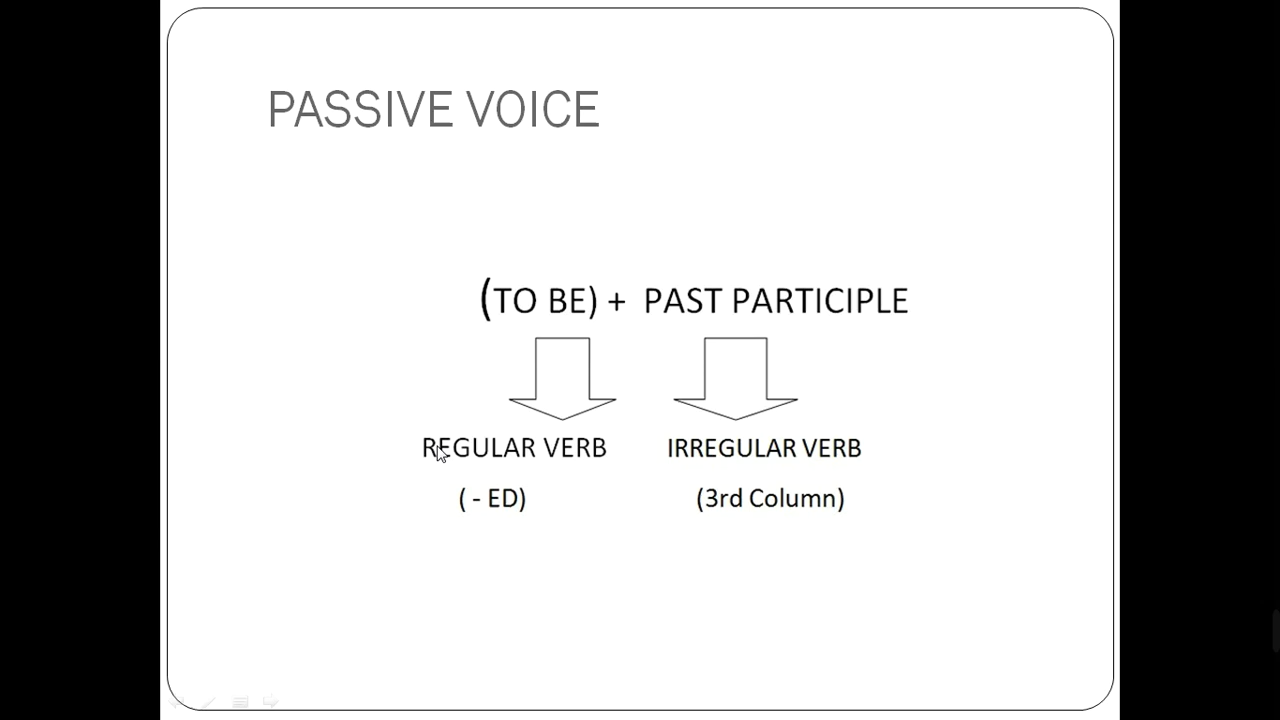 PASSIVE VOICE
(TO BE) + PAST PARTICIPLE
REGULAR VERB IRREGULAR VERB
( - ED) (3rd Column)